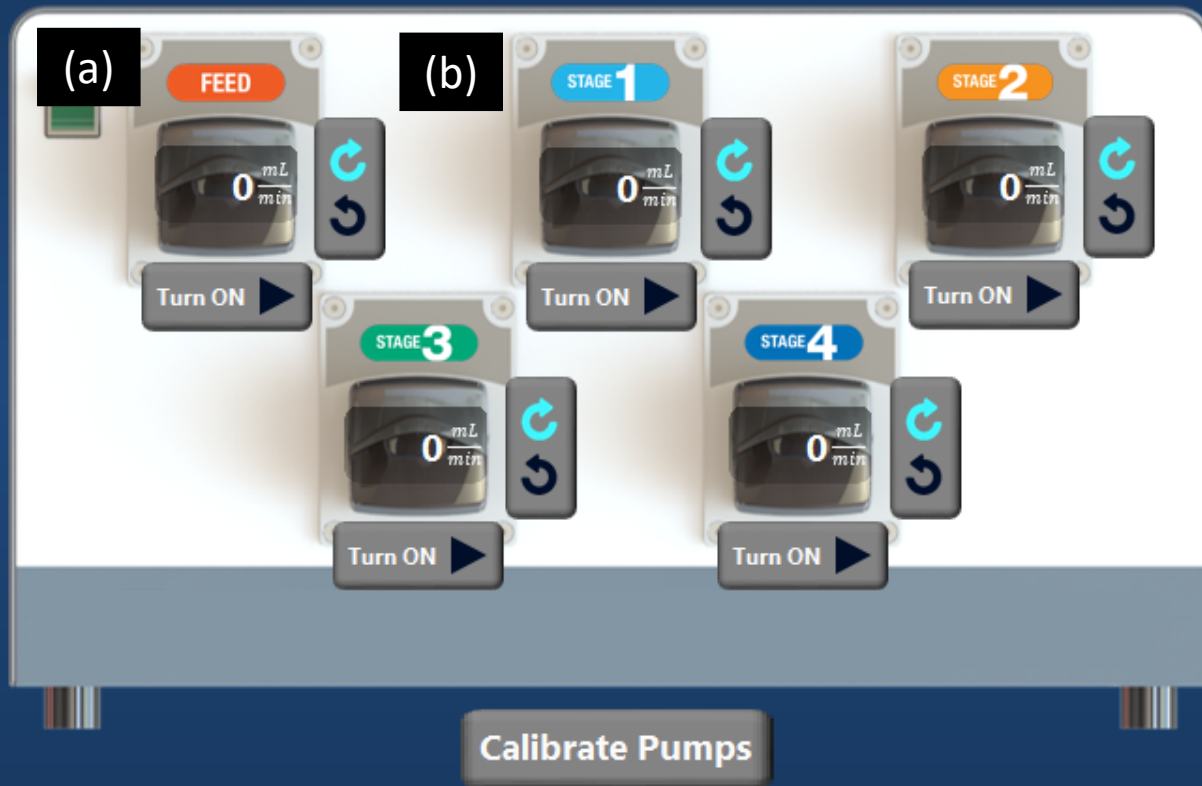 (a)
(b)
FEED
STAGE 1
STAGE 2
0 mL/min
0 mL/min
0 mL/min
Turn ON
Turn ON
Turn ON
STAGE 3
STAGE 4
0 mL/min
0 mL/min
Turn ON
Turn ON
Calibrate Pumps